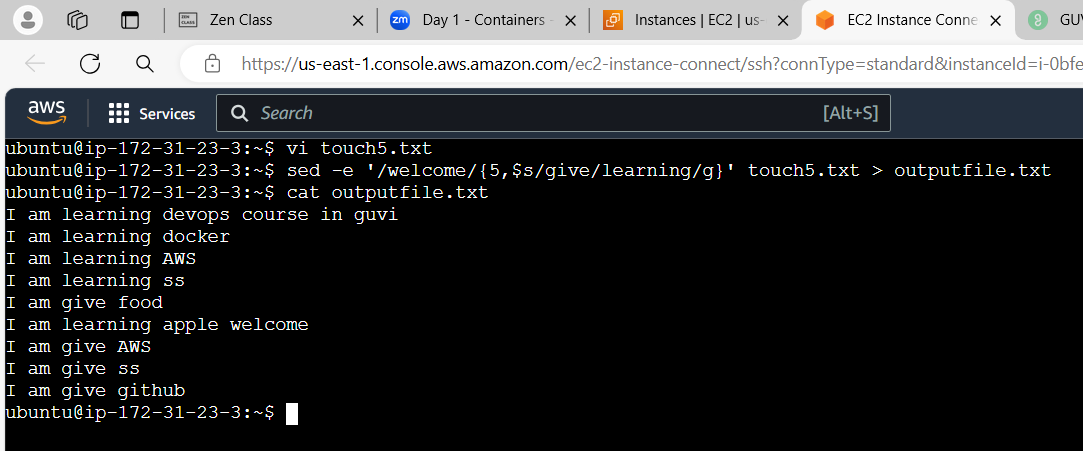 Zen Class
Day 1 - Containers -
Instances | EC2 | us-
EC2 Instance Conne
GUV
https://us-east-1.console.aws.amazon.com/ec2-instance-connect/ssh?connType=standard&instanceId=i-0bfe
aws Services Search [Alt+S]
ubuntu@ip-172-31-23-3:~$ vi touch5.txt
ubuntu@ip-172-31-23-3:~$ sed -e '/welcome/{5,$s/give/learning/g}' touch5.txt > outputfile.txt
ubuntu@ip-172-31-23-3:~$ cat outputfile.txt
I am learning devops course in guvi
I am learning docker
I am learning AWS
I am learning ss
I am give food
I am learning apple welcome
I am give AWS
I am give ss
I am give github
ubuntu@ip-172-31-23-3:~$